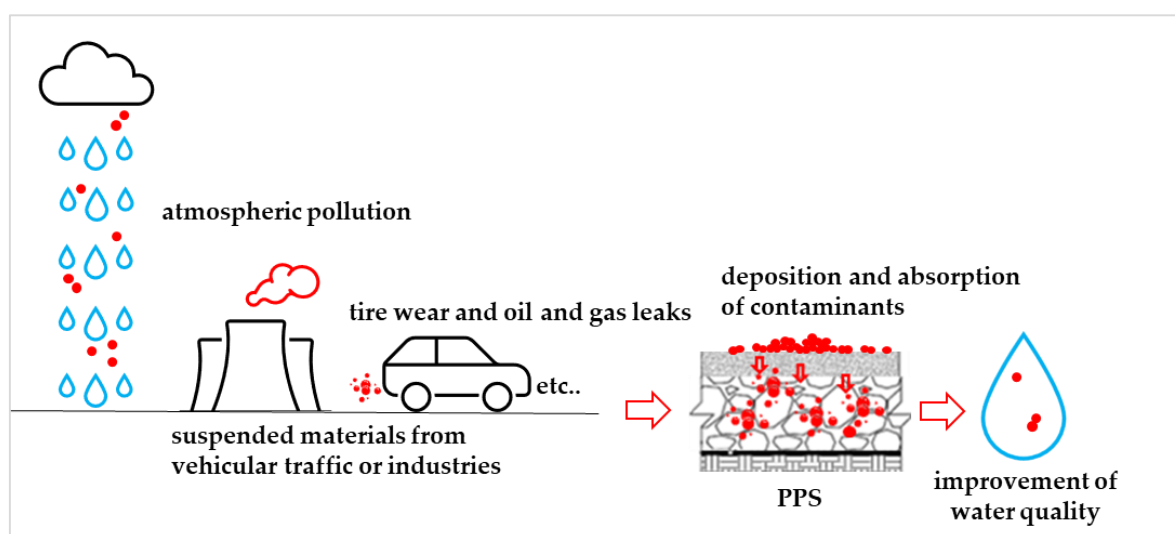 atmospheric pollution
tire wear and oil and gas leaks
etc..
suspended materials from
vehicular traffic or industries
deposition and absorption
of contaminants
PPS
improvement of
water quality